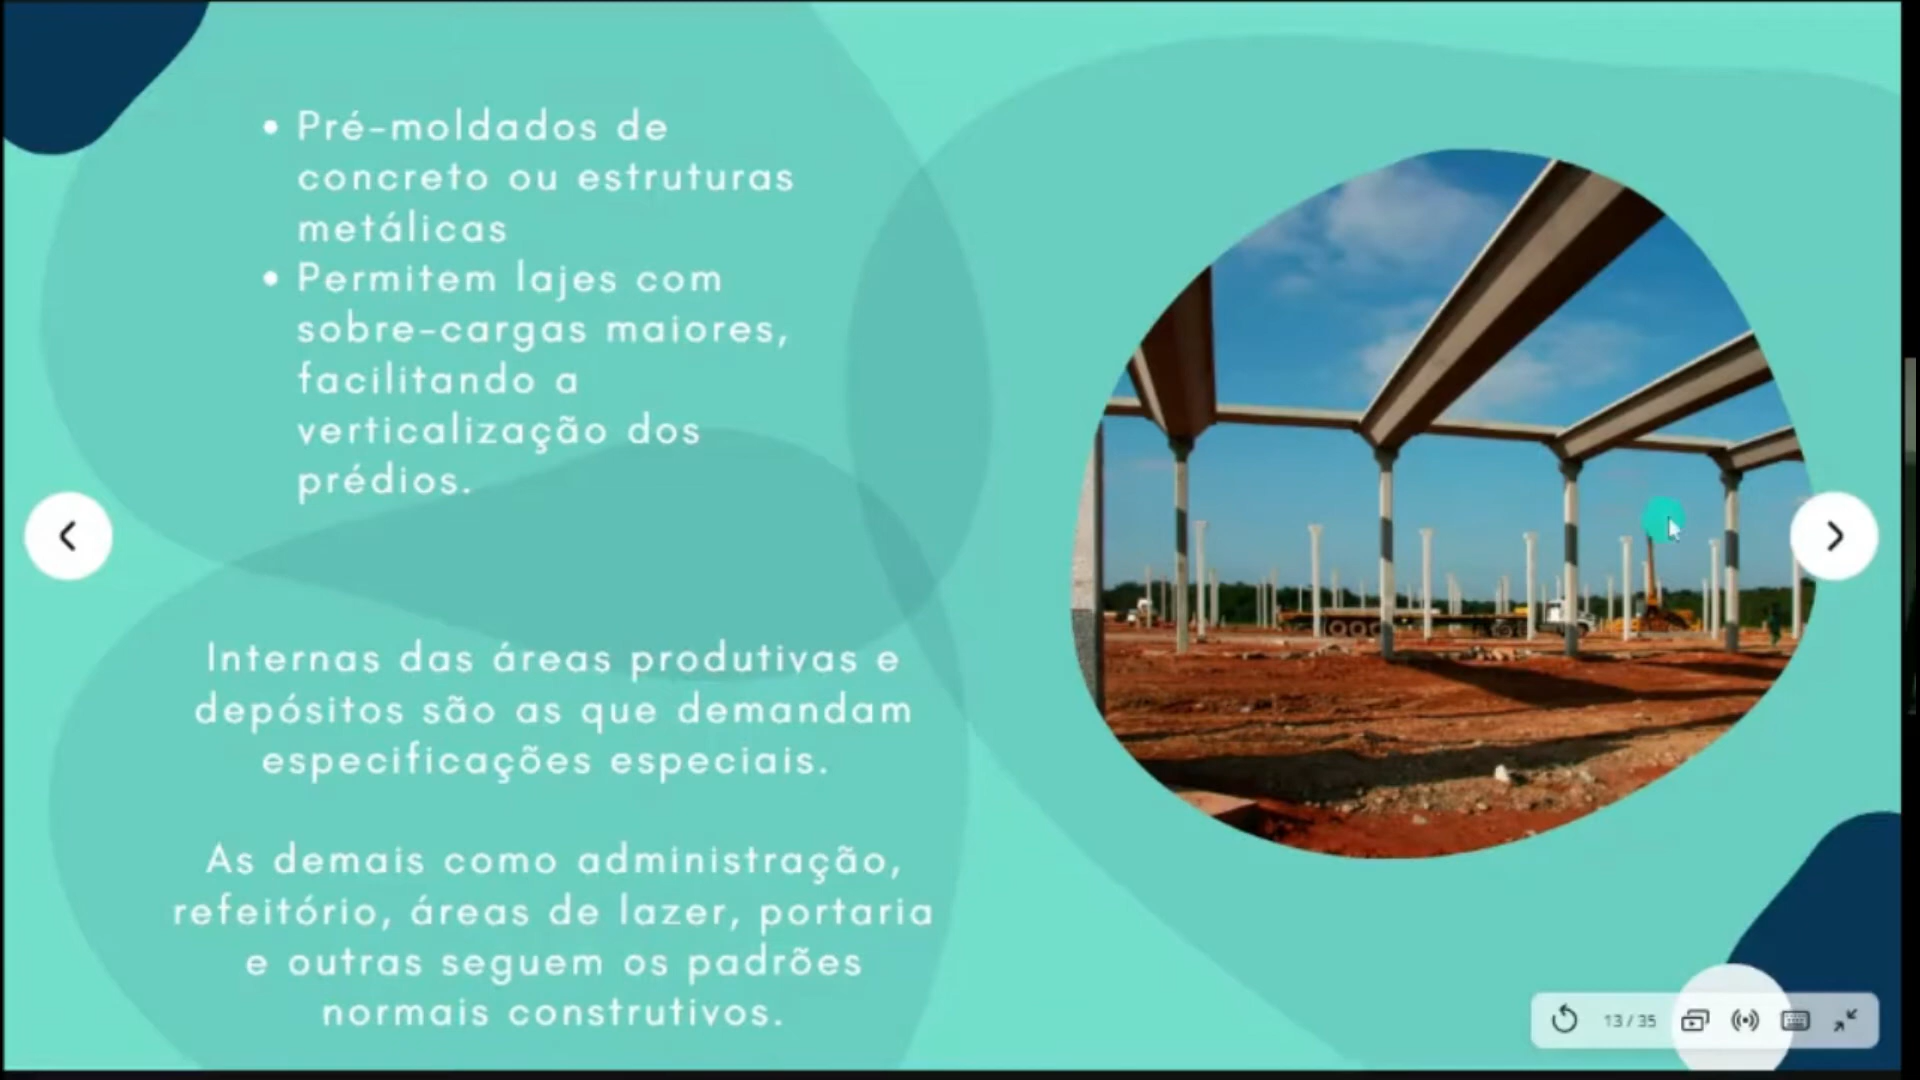 • Pré-moldados de
concreto ou estruturas
metálicas
• Permitem lajes com
sobre-cargas maiores,
facilitando a
verticalização dos
prédios.
Internas das áreas produtivas e
depósitos são as que demandam
especificações especiais.
As demais como administração,
refeitório, áreas de lazer, portaria
e outras seguem os padrões
normais construtivos.
13 / 35